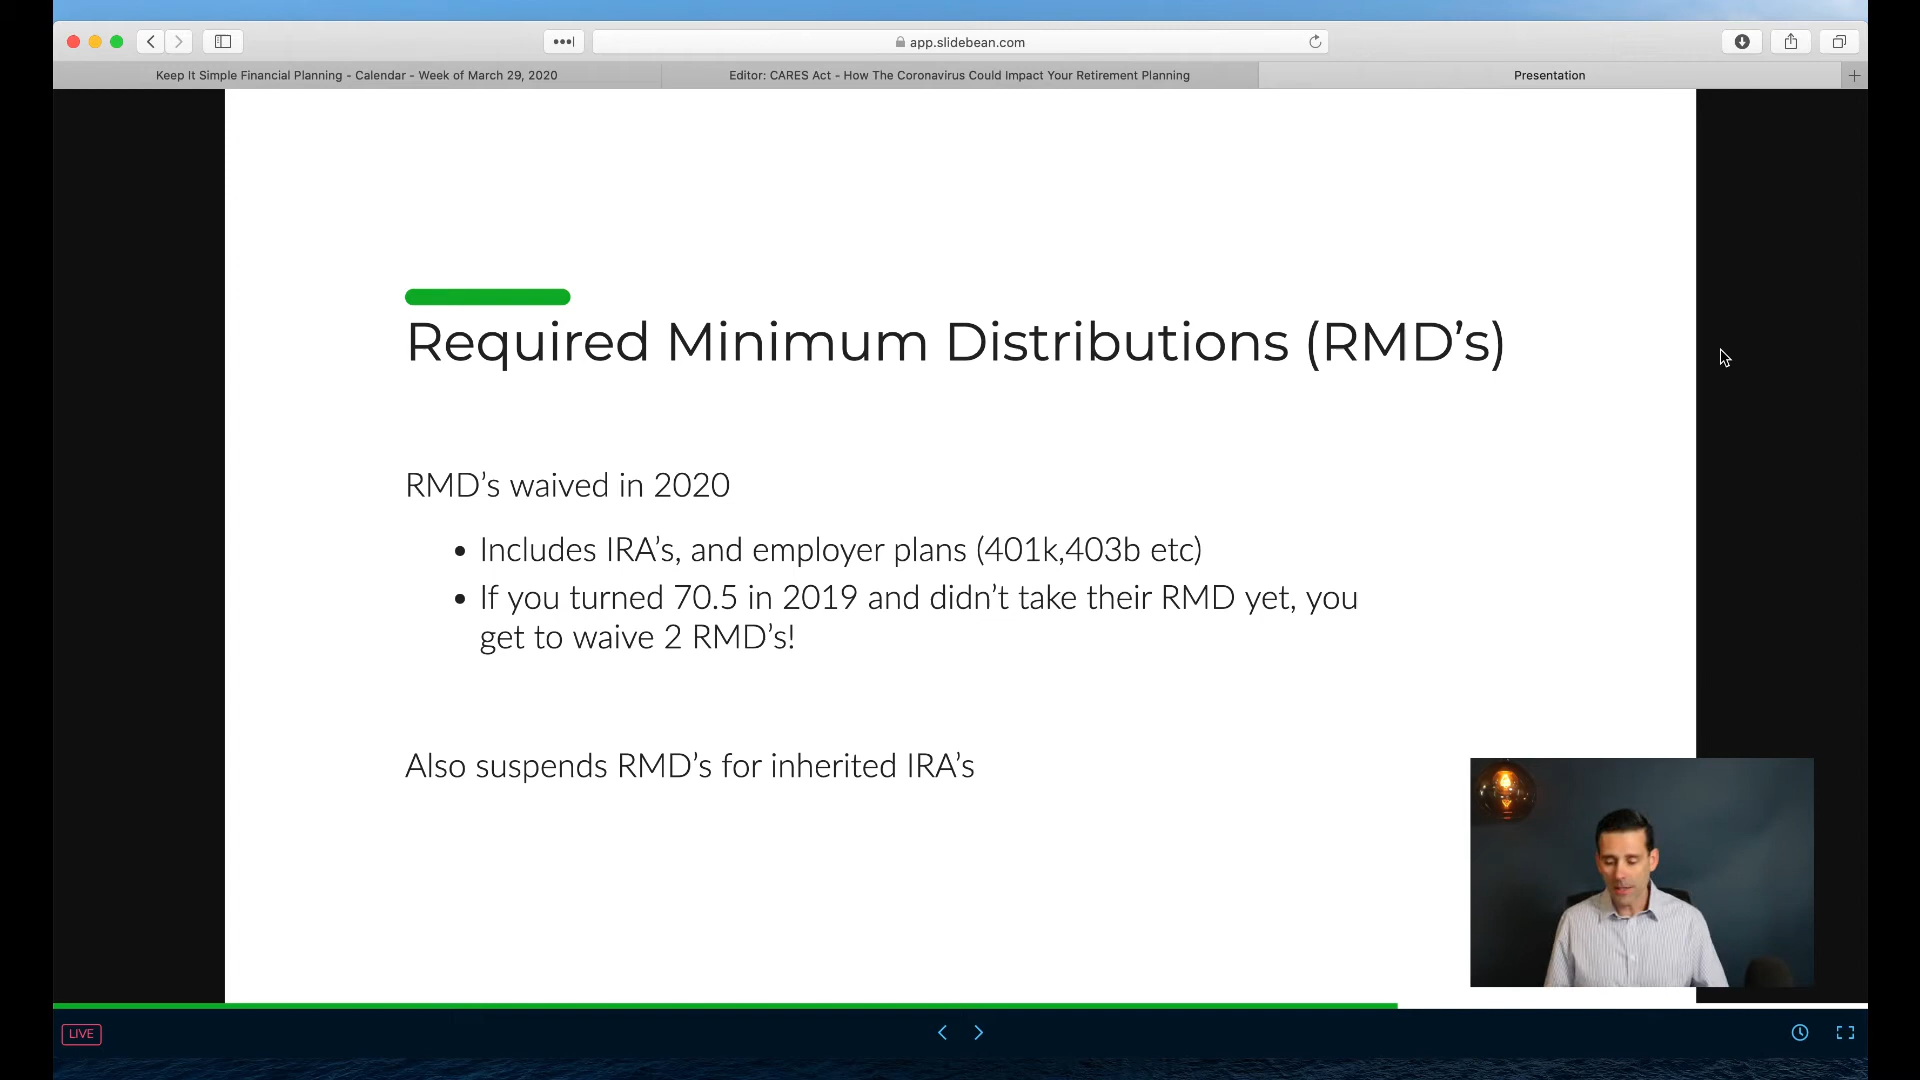 app.slidebean.com
Keep It Simple Financial Planning - Calendar - Week of March 29, 2020
Editor: CARES Act - How The Coronavirus Could Impact Your Retirement Planning
Presentation
Required Minimum Distributions (RMD's)
RMD's waived in 2020
• Includes IRA's, and employer plans (401k,403b etc)
• If you turned 70.5 in 2019 and didn't take their RMD yet, you
get to waive 2 RMD's!
Also suspends RMD's for inherited IRA's
LIVE